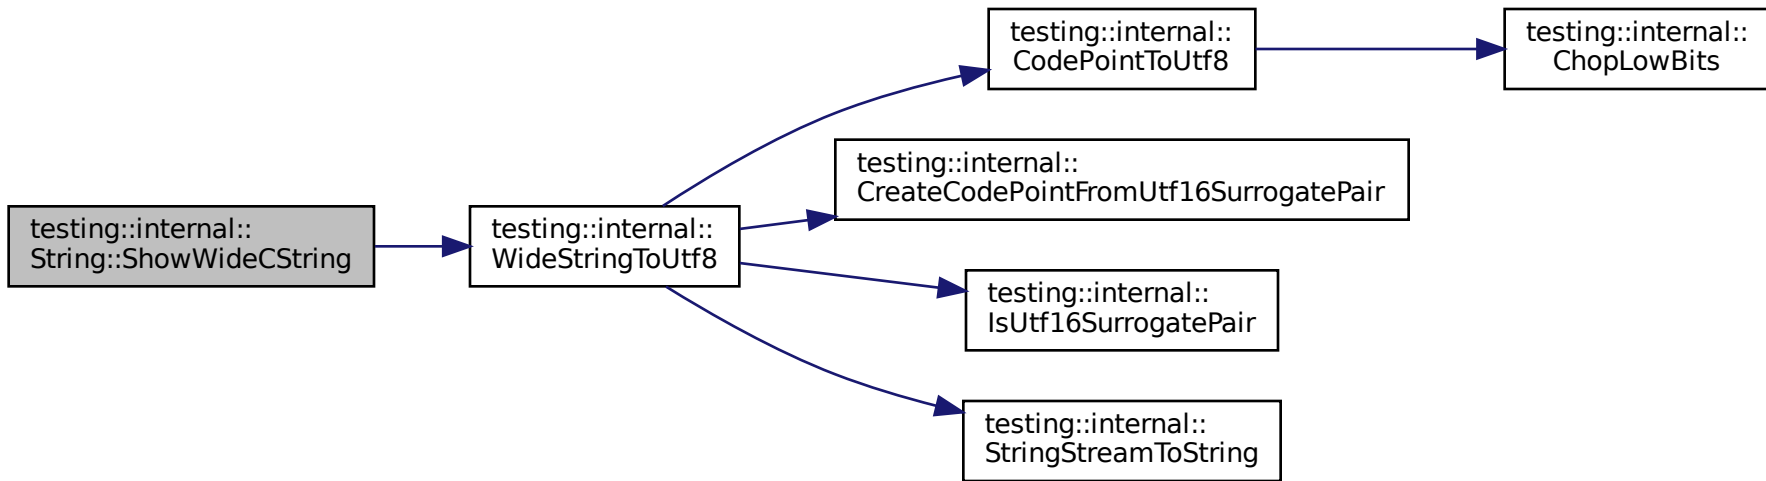 testing::internal::
String::ShowWideCString
testing::internal::
WideStringToUtf8
testing::internal::
CodePointToUtf8
testing::internal::
ChopLowBits
testing::internal::
CreateCodePointFromUtf16SurrogatePair
testing::internal::
IsUtf16SurrogatePair
testing::internal::
StringStreamToString